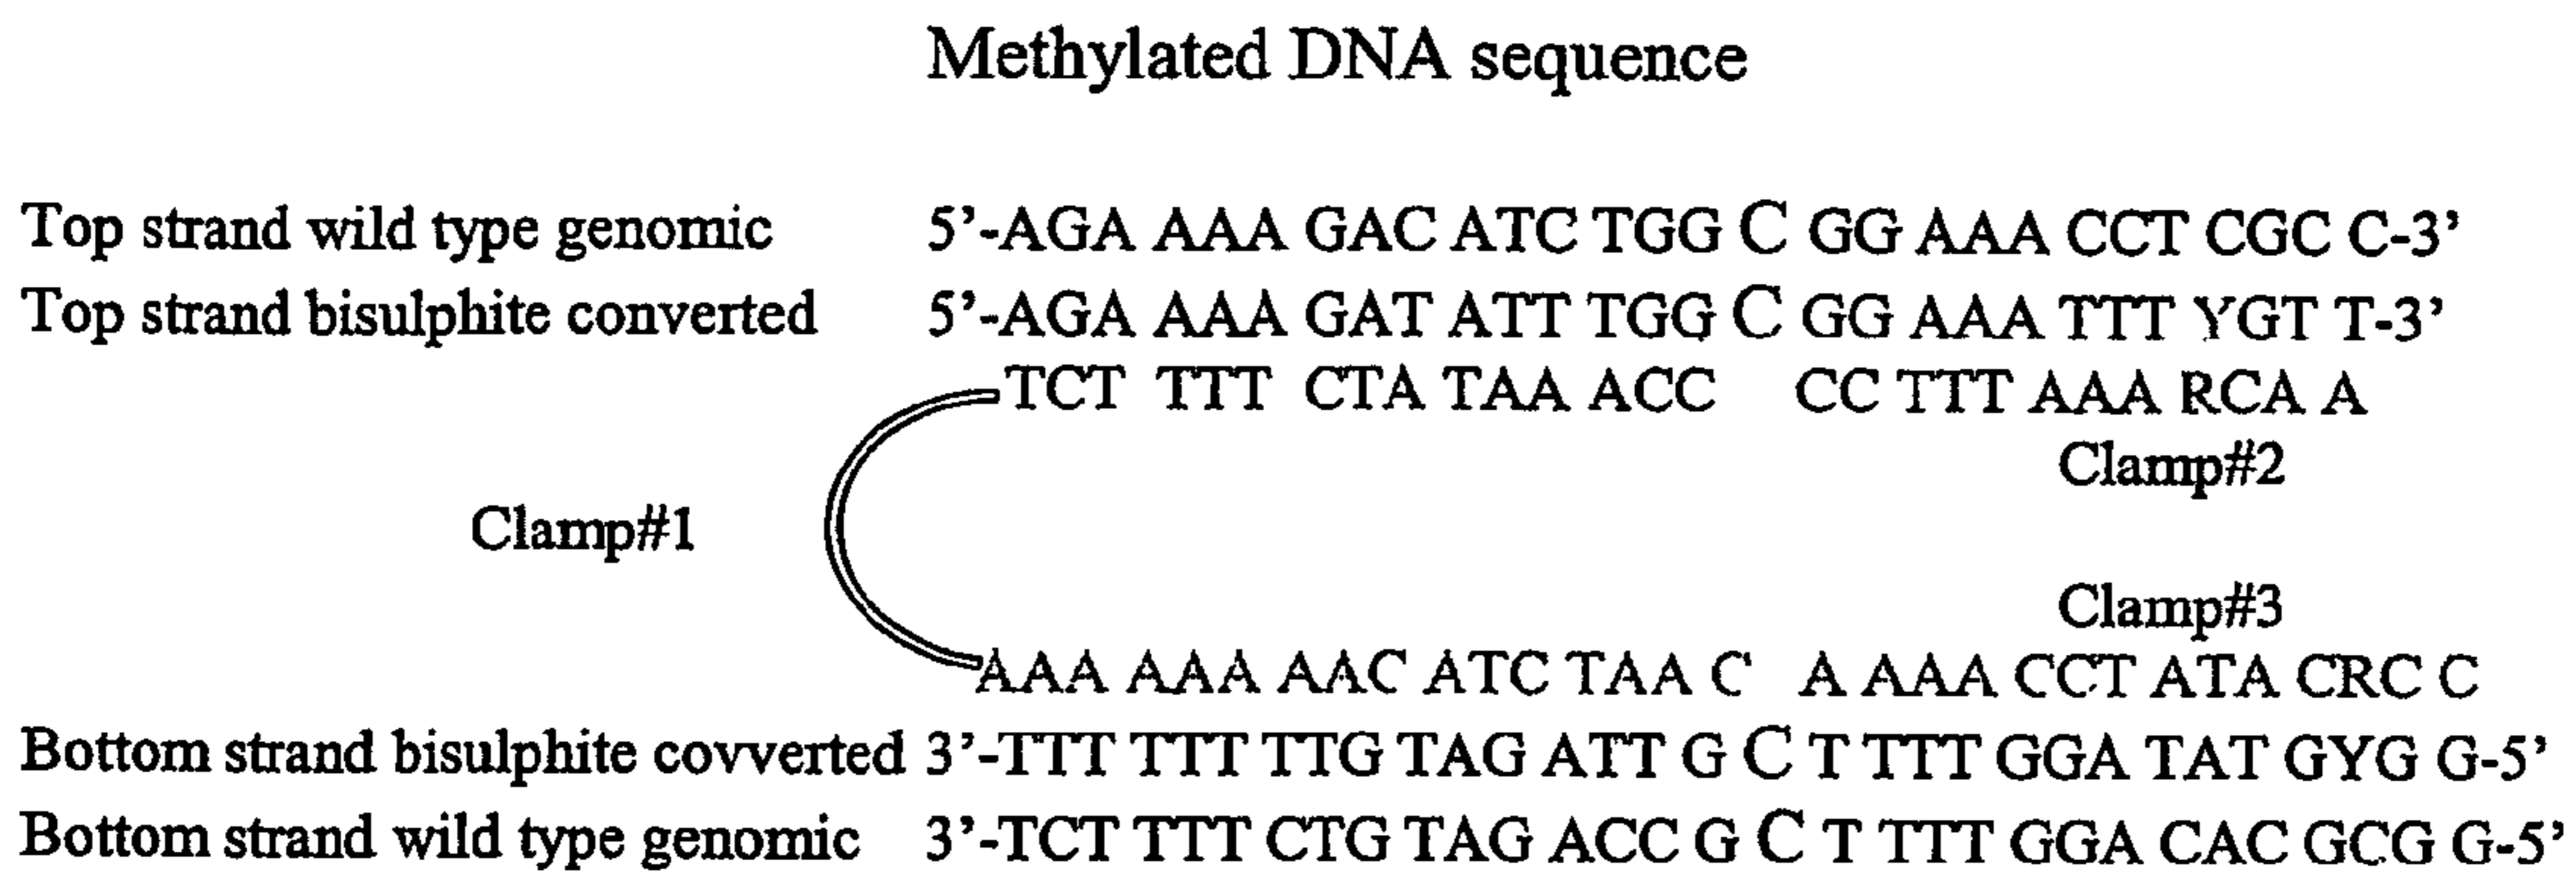 Methylated DNA sequence
Top strand wild type genomic 5’-AGA AAA GAC ATC TGG C GG AAA CCT CGC C-3’
Top strand bisulphite converted 5’-AGA AAA GAT ATT TGG C GG AAA TTT YGT T-3’
TCT TTT CTA TAA ACC CC TTT AAA RCA A
Clamp#2
Clamp#1
Clamp#3
AAA AAA AAC ATC TAA C A AAA CCT ATA CRC C
Bottom strand bisulphite covverted 3’-TTT TTT TTG TAG ATT G C T TTT GGA TAT GYG G-5’
Bottom strand wild type genomic 3’-TCT TTT CTG TAG ACC G C T TTT GGA CAC GCG G-5’